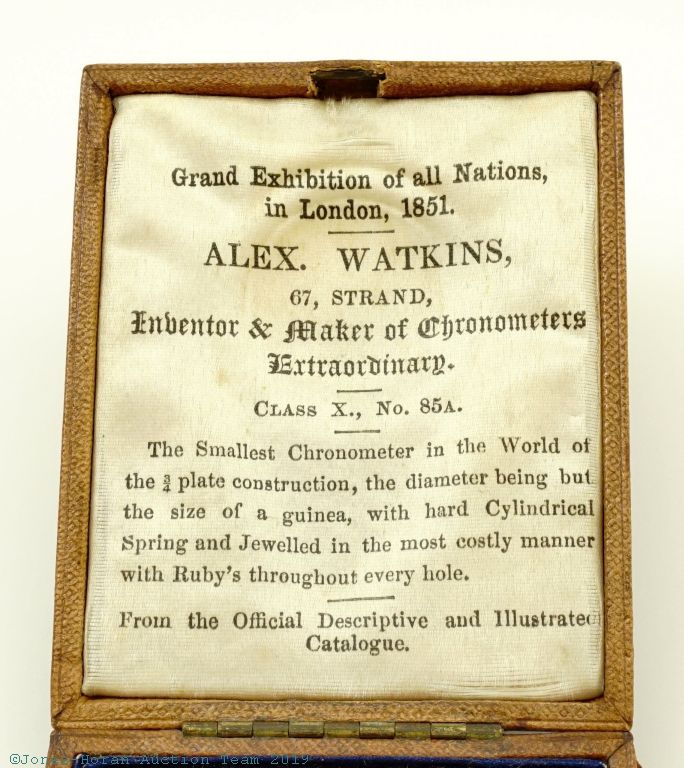 Grand Exhibition of all Nations,
in London, 1851.
ALEX. WATKINS,
67, STRAND,
Inventor & Maker of Chronometers
Extraordinary.
CLASS X., No. 85A.
The Smallest Chronometer in the World of
the ¾ plate construction, the diameter being but
the size of a guinea, with hard Cylindrical
Spring and Jewelled in the most costly manner
with Ruby's throughout every hole.
From the Official Descriptive and Illustrated
Catalogue.
©Jones Horan Auction Team 2019